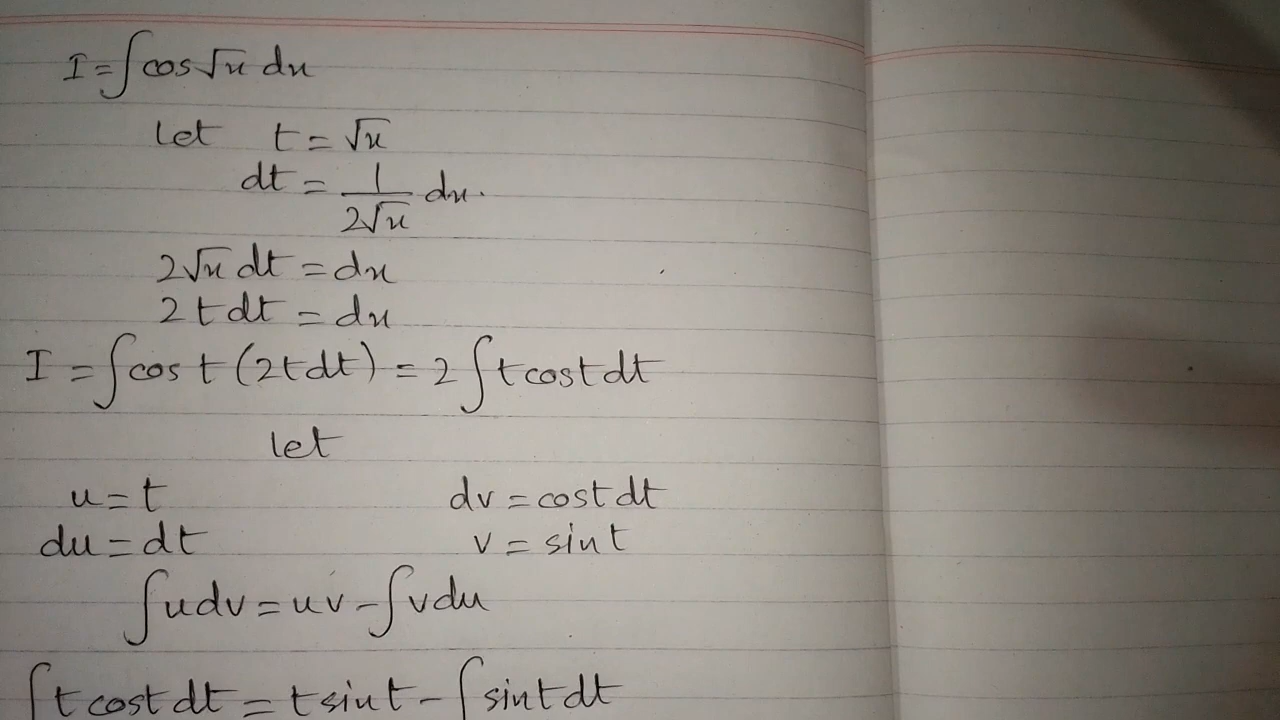 I = ∫cos√x dx
Let t = √x
dt = 1/(2√x) dx.
2√x dt = dx
2t dt = dx
I = ∫cos t (2t dt) = 2 ∫t cos t dt
let
u = t dv = cos t dt
du = dt v = sin t
∫u dv = uv - ∫v du
∫t cos t dt = t sin t - ∫sin t dt